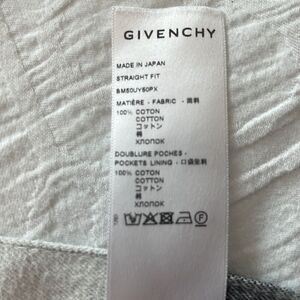 GIVENCHY
MADE IN JAPAN
STRAIGHT FIT
BM50UY50PX
MATIÈRE - FABRIC - 面料
100% COTON
COTTON
コットン
棉
ХЛОПОК
DOUBLURE POCHES -
POCKETS LINING - 口袋里料
100% COTON
COTTON
コットン
棉
ХЛОПОК